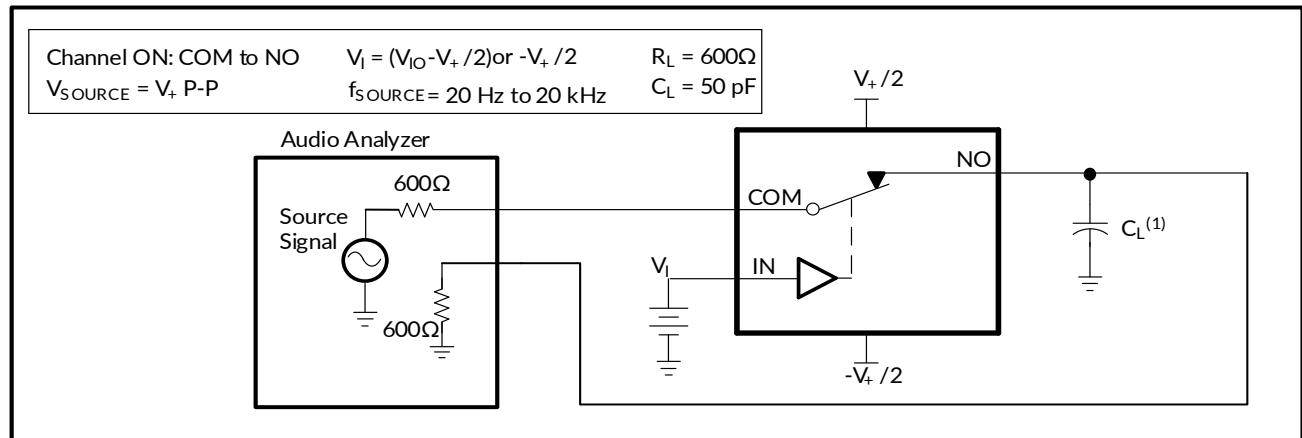 Channel ON: COM to NO
V_I = (V_IO-V_+ /2)or -V_+ /2
R_L = 600Ω
V_SOURCE = V_+ P-P
f_SOURCE = 20 Hz to 20 kHz
C_L = 50 pF
V_+ /2
Audio Analyzer
NO
600Ω
COM
Source
Signal
C_L^(1)
V_I
IN
600Ω
-V_+ /2